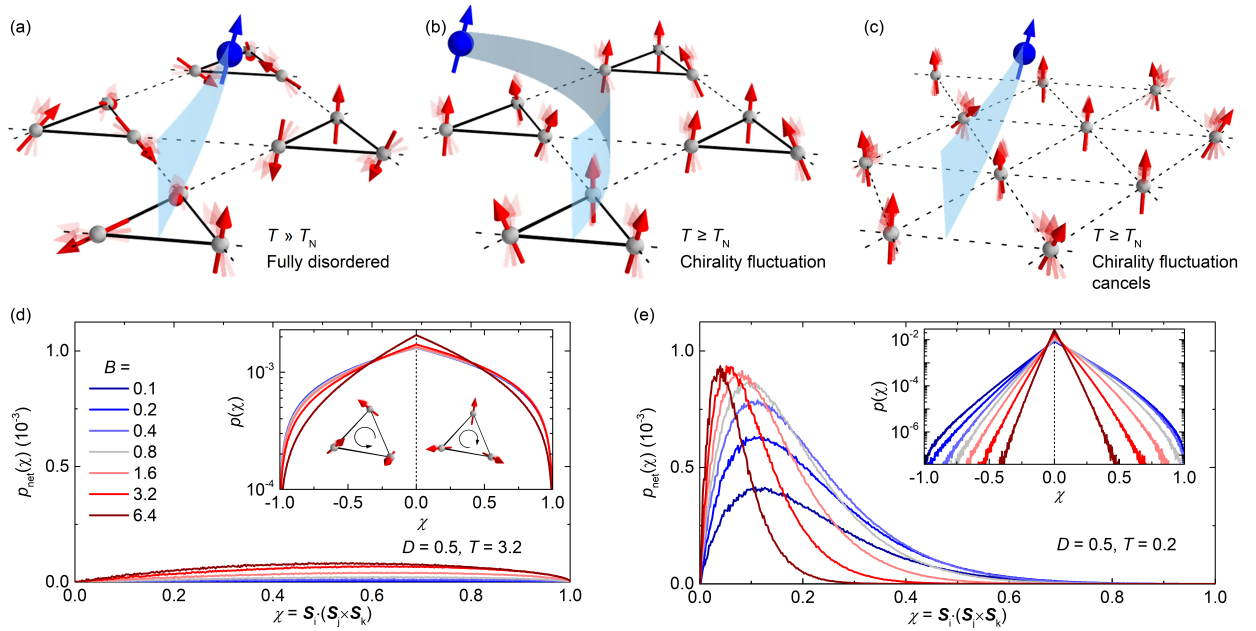 (a)
T » T_N
Fully disordered
(b)
T ≥ T_N
Chirality fluctuation
(c)
T ≥ T_N
Chirality fluctuation
cancels
(d)
p_net(χ) (10⁻³)
1.0
0.5
0.0
B =
0.1
0.2
0.4
0.8
1.6
3.2
6.4
p(χ)
10⁻³
10⁻⁴
-1.0 -0.5 0.0 0.5 1.0
χ
D = 0.5, T = 3.2
0.0 0.2 0.4 0.6 0.8 1.0
χ = S_i·(S_j×S_k)
(e)
p_net(χ) (10⁻³)
1.0
0.5
0.0
p(χ)
10⁻²
10⁻⁴
10⁻⁶
-1.0 -0.5 0.0 0.5 1.0
χ
D = 0.5, T = 0.2
0.0 0.2 0.4 0.6 0.8 1.0
χ = S_i·(S_j×S_k)